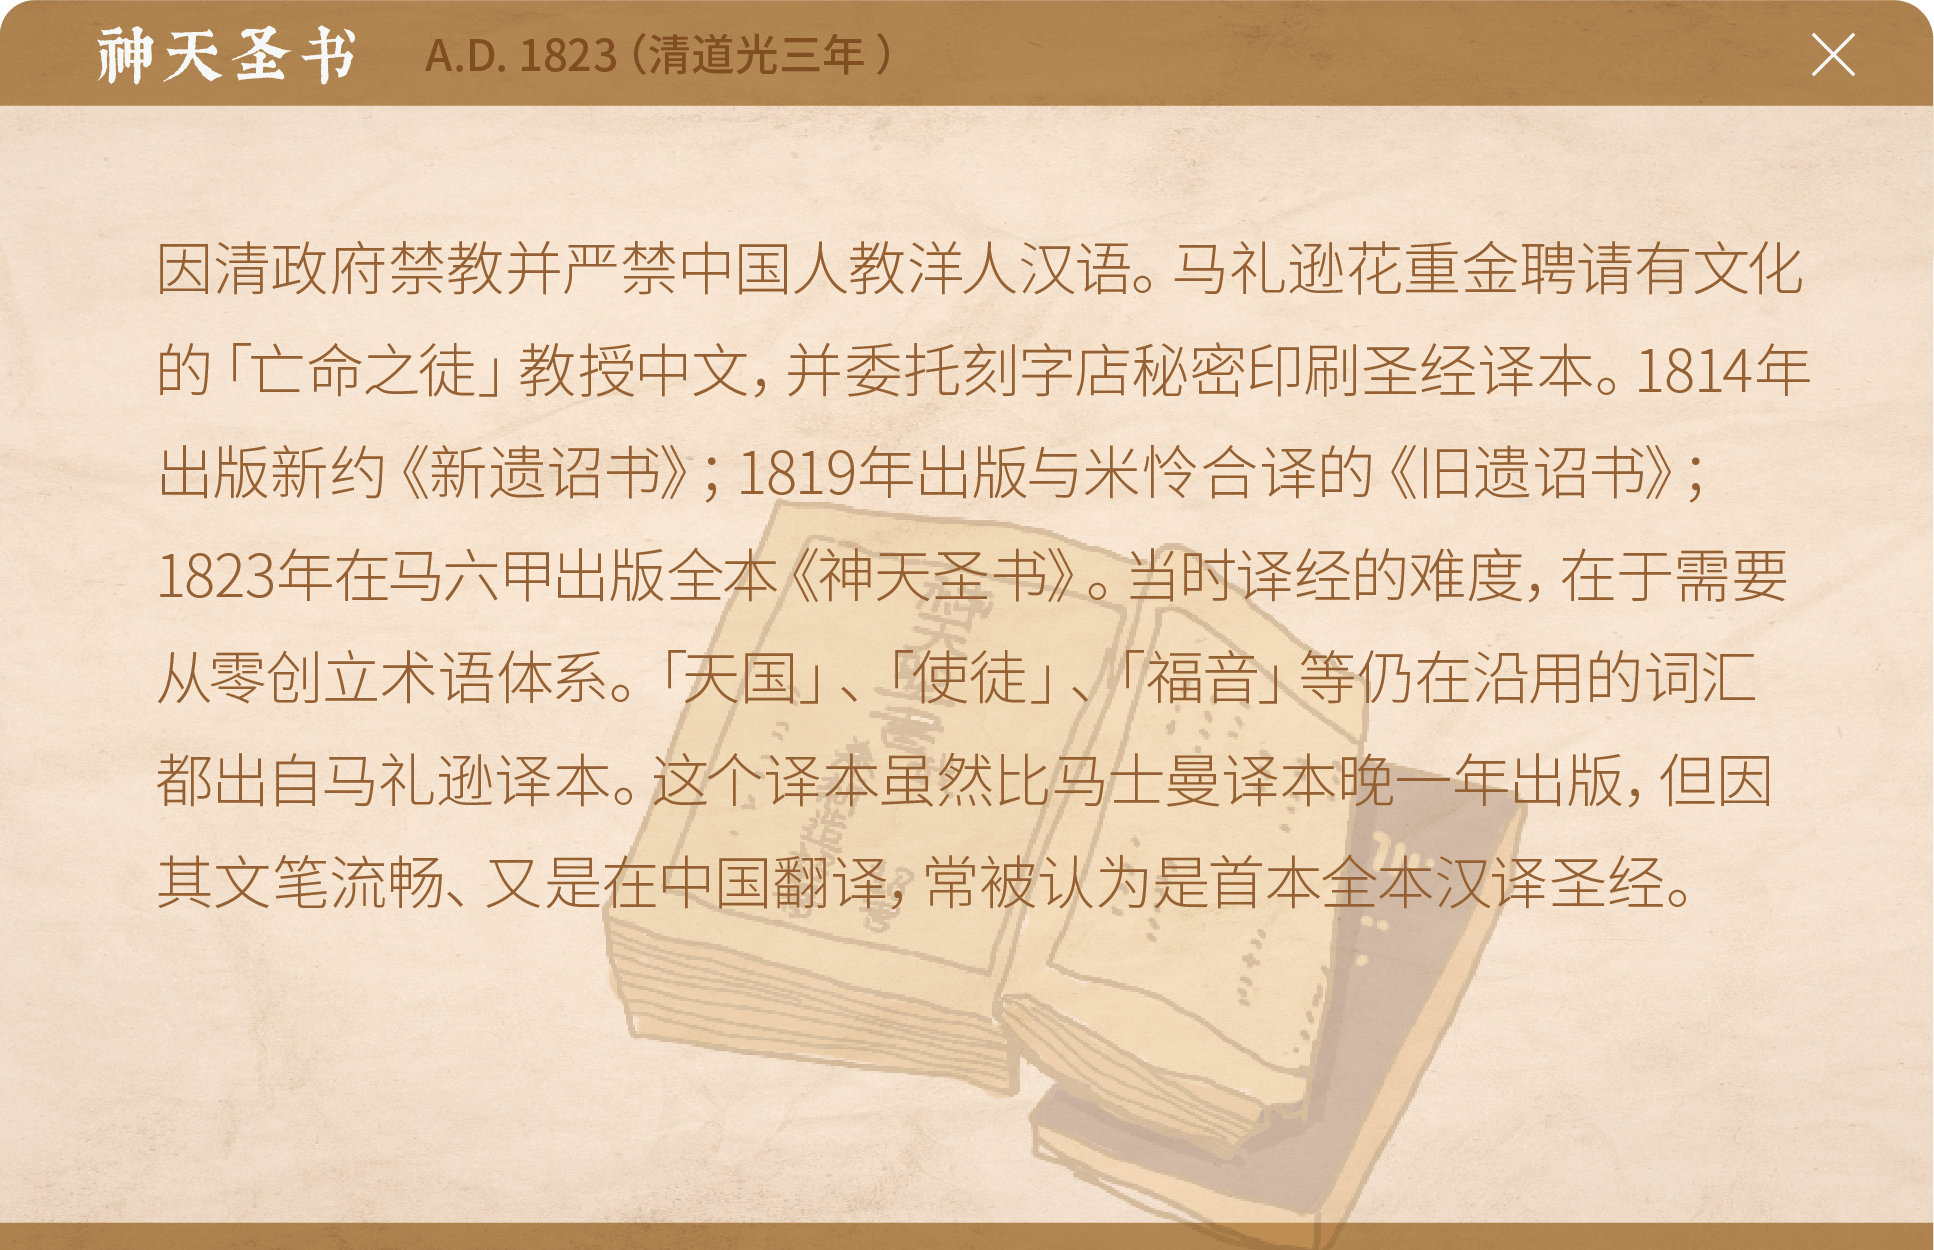 神天圣书 A.D. 1823（清道光三年）
因清政府禁教并严禁中国人教洋人汉语。马礼逊花重金聘请有文化
的「亡命之徒」教授中文，并委托刻字店秘密印刷圣经译本。1814年
出版新约《新遗诏书》；1819年出版与米怜合译的《旧遗诏书》；
1823年在马六甲出版全本《神天圣书》。当时译经的难度，在于需要
从零创立术语体系。「天国」、「使徒」、「福音」等仍在沿用的词汇
都出自马礼逊译本。这个译本虽然比马士曼译本晚一年出版，但因
其文笔流畅、又是在中国翻译，常被认为是首本全本汉译圣经。